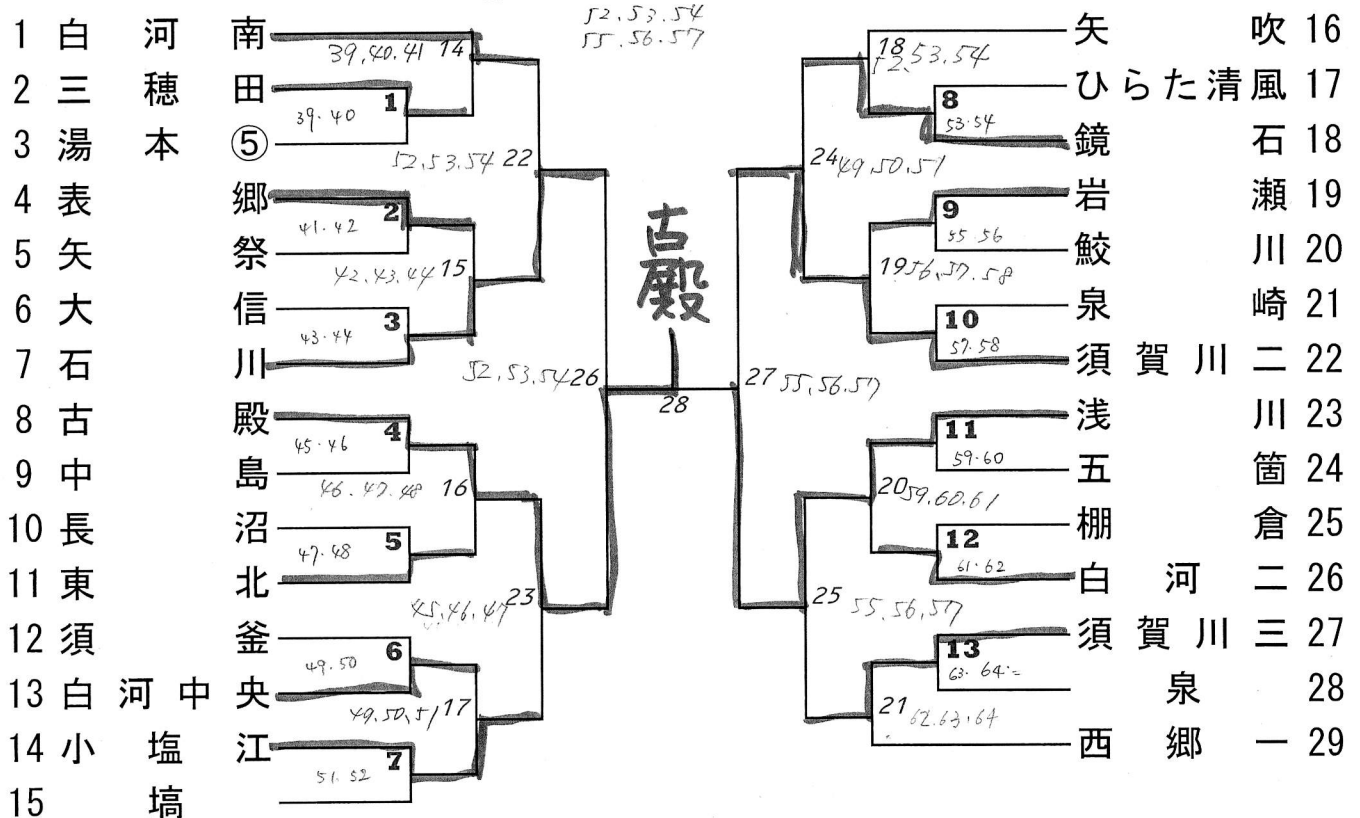 52.53.54
55.56.57
1 白河南
39.40.41 14
2 三穂田
1
39.40
3 湯本⑤
52.53.54 22
4 表郷
2
41.42
5 矢祭
42.43.44 15
6 大信
3
43.44
7 石川
52.53.54 26
8 古殿
4
45.46
9 中島
46.47.48 16
10 長沼
5
47.48
11 東北
45.46.47 23
12 須釜
6
49.50
13 白河中央
49.50.51 17
14 小塩江
7
51.52
15 塙
古殿
28
矢吹 16
18 53.54
ひらた清風 17
8
53.54
鏡石 18
24 49.50.51
岩瀬 19
9
55.56
鮫川 20
19 56.57.58
泉崎 21
10
57.58
須賀川二 22
27 55.56.57
浅川 23
11
59.60
五箇 24
20 59.60.61
棚倉 25
12
61.62
白河二 26
25 55.56.57
須賀川三 27
13
63.64
泉 28
21 62.63.64
西郷一 29